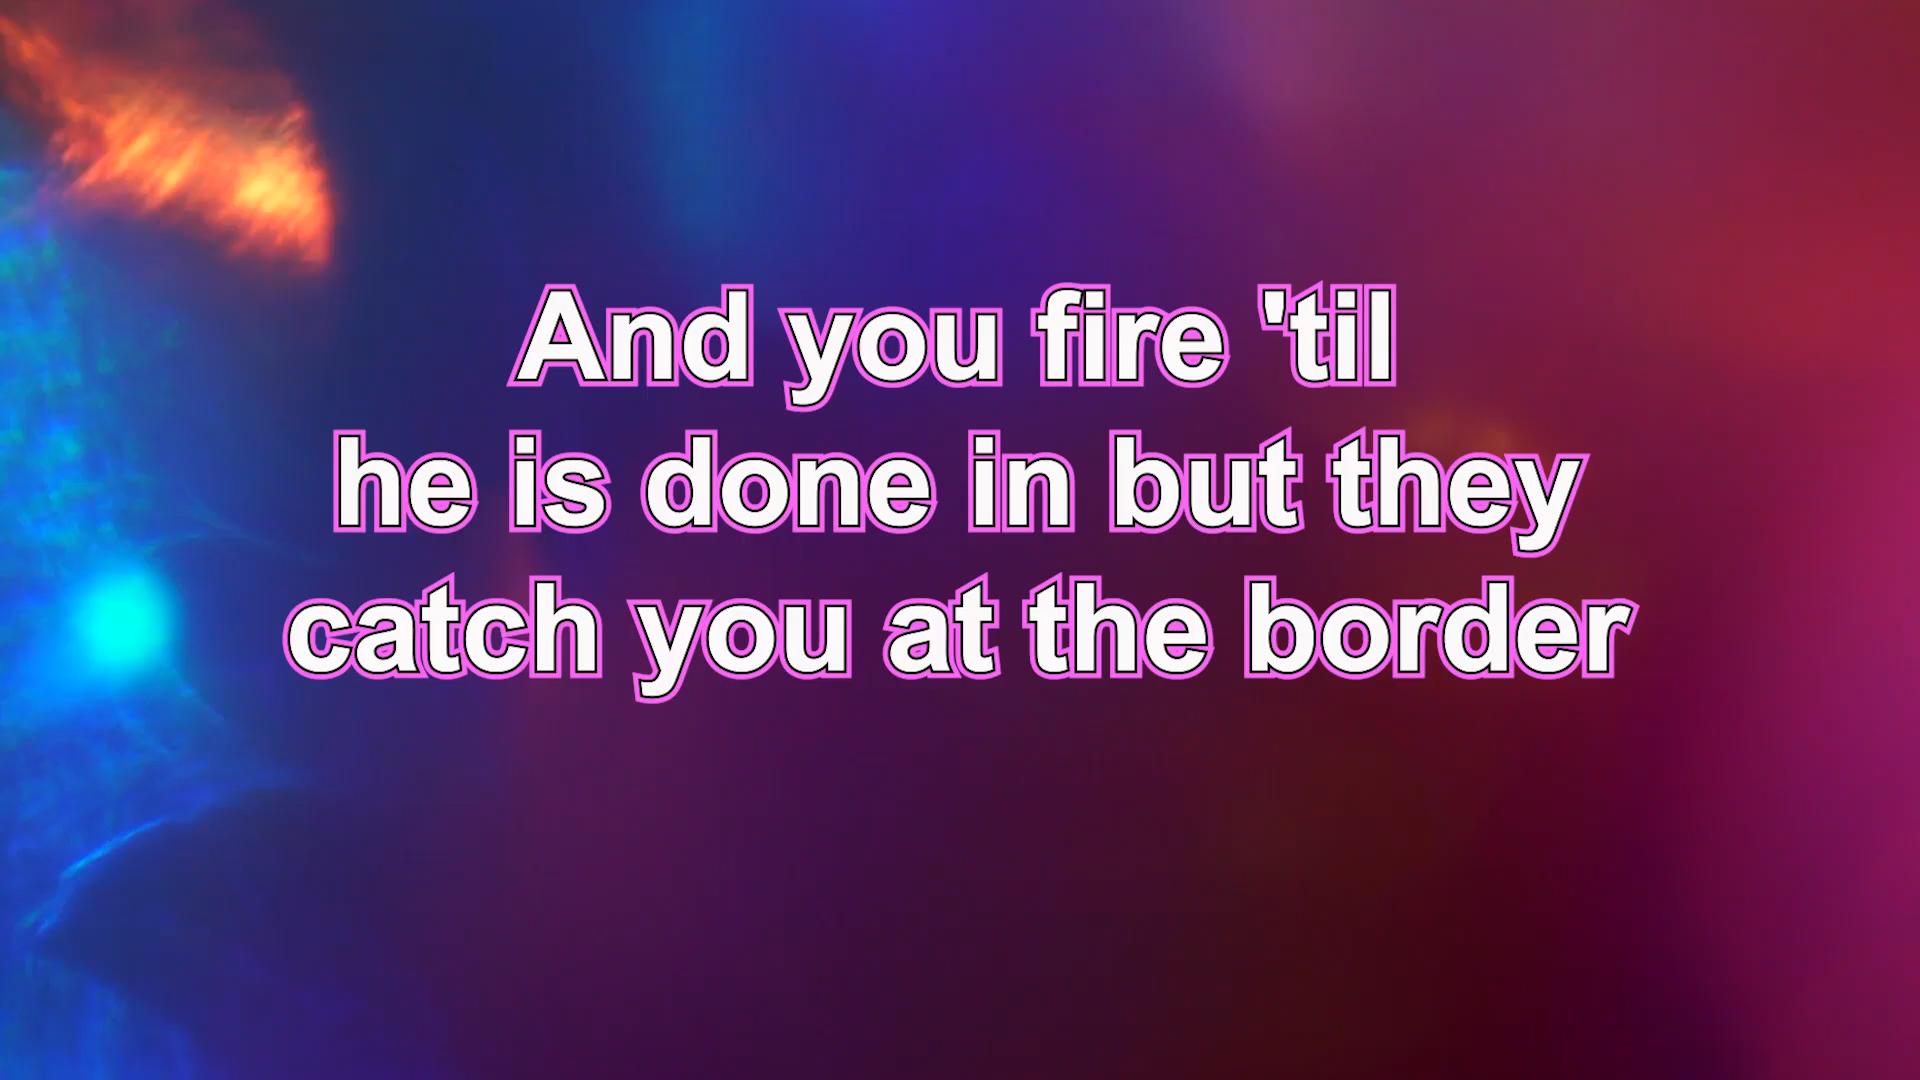 And you fire 'til
he is done in but they
catch you at the border